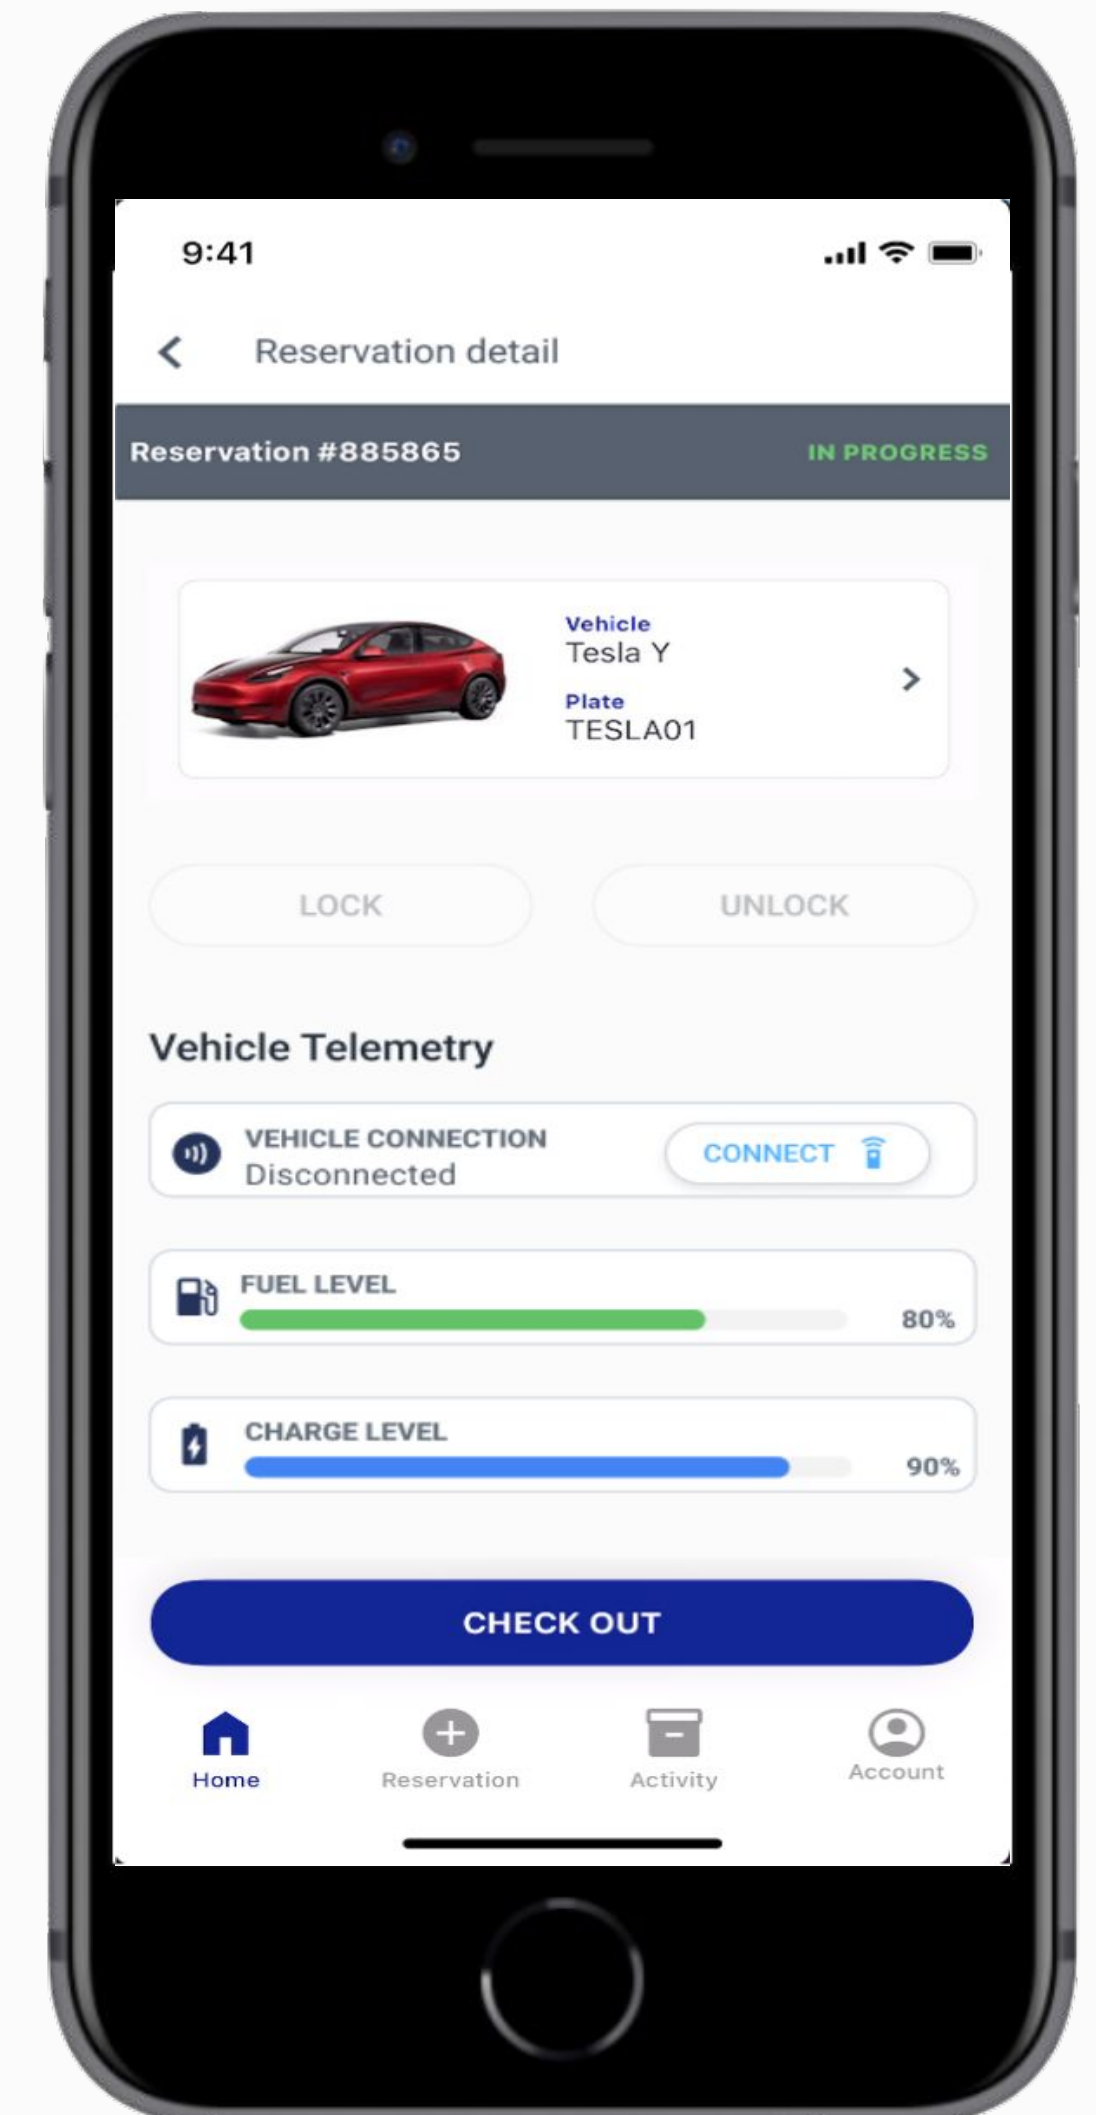 9:41
Reservation detail
Reservation #885865 IN PROGRESS
Vehicle
Tesla Y
Plate
TESLA01
LOCK UNLOCK
Vehicle Telemetry
VEHICLE CONNECTION
Disconnected
CONNECT
FUEL LEVEL
80%
CHARGE LEVEL
90%
CHECK OUT
Home Reservation Activity Account